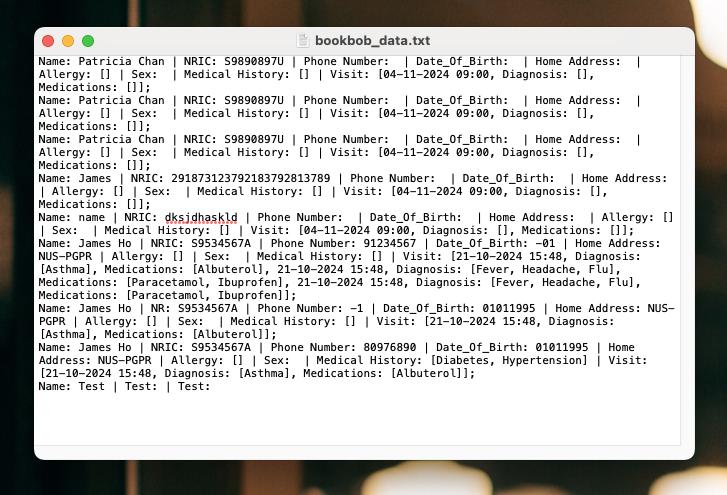 bookbob_data.txt
Name: Patricia Chan | NRIC: S9890897U | Phone Number:  | Date_Of_Birth:  | Home Address:  |
Allergy: [] | Sex:  | Medical History: [] | Visit: [04-11-2024 09:00, Diagnosis: [],
Medications: []];
Name: Patricia Chan | NRIC: S9890897U | Phone Number:  | Date_Of_Birth:  | Home Address:  |
Allergy: [] | Sex:  | Medical History: [] | Visit: [04-11-2024 09:00, Diagnosis: [],
Medications: []];
Name: Patricia Chan | NRIC: S9890897U | Phone Number:  | Date_Of_Birth:  | Home Address:  |
Allergy: [] | Sex:  | Medical History: [] | Visit: [04-11-2024 09:00, Diagnosis: [],
Medications: []];
Name: James | NRIC: 291873123792183792813789 | Phone Number:  | Date_Of_Birth:  | Home Address:
| Allergy: [] | Sex:  | Medical History: [] | Visit: [04-11-2024 09:00, Diagnosis: [],
Medications: []];
Name: name | NRIC: dksjdhaskld | Phone Number:  | Date_Of_Birth:  | Home Address:  | Allergy: []
| Sex:  | Medical History: [] | Visit: [04-11-2024 09:00, Diagnosis: [], Medications: []];
Name: James Ho | NRIC: S9534567A | Phone Number: 91234567 | Date_Of_Birth: -01 | Home Address:
NUS-PGPR | Allergy: [] | Sex:  | Medical History: [] | Visit: [21-10-2024 15:48, Diagnosis:
[Asthma], Medications: [Albuterol], 21-10-2024 15:48, Diagnosis: [Fever, Headache, Flu],
Medications: [Paracetamol, Ibuprofen], 21-10-2024 15:48, Diagnosis: [Fever, Headache, Flu],
Medications: [Paracetamol, Ibuprofen]];
Name: James Ho | NR: S9534567A | Phone Number: -1 | Date_Of_Birth: 01011995 | Home Address: NUS-
PGPR | Allergy: [] | Sex:  | Medical History: [] | Visit: [21-10-2024 15:48, Diagnosis:
[Asthma], Medications: [Albuterol]];
Name: James Ho | NRIC: S9534567A | Phone Number: 80976890 | Date_Of_Birth: 01011995 | Home
Address: NUS-PGPR | Allergy: [] | Sex:  | Medical History: [Diabetes, Hypertension] | Visit:
[21-10-2024 15:48, Diagnosis: [Asthma], Medications: [Albuterol]];
Name: Test | Test: | Test: